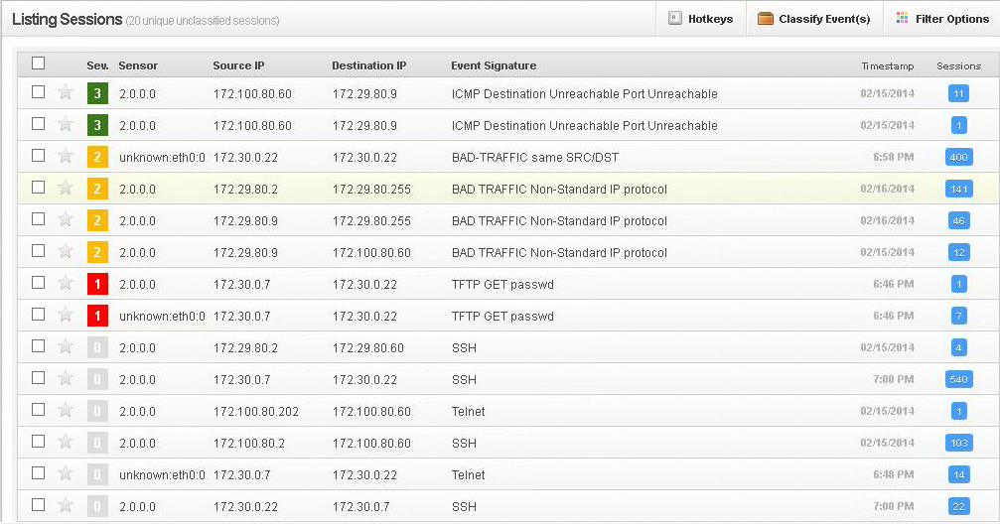 Listing Sessions (20 unique unclassified sessions) Hotkeys Classify Event(s) Filter Options
Sev. Sensor Source IP Destination IP Event Signature Timestamp Sessions
3 2.0.0.0 172.100.80.60 172.29.80.9 ICMP Destination Unreachable Port Unreachable 02/15/2014 11
3 2.0.0.0 172.100.80.60 172.29.80.9 ICMP Destination Unreachable Port Unreachable 02/15/2014 1
2 unknown:eth0:0 172.30.0.22 172.30.0.22 BAD-TRAFFIC same SRC/DST 6:58 PM 400
2 2.0.0.0 172.29.80.2 172.29.80.255 BAD TRAFFIC Non-Standard IP protocol 02/16/2014 141
2 2.0.0.0 172.29.80.9 172.29.80.255 BAD TRAFFIC Non-Standard IP protocol 02/16/2014 46
2 2.0.0.0 172.29.80.9 172.100.80.60 BAD TRAFFIC Non-Standard IP protocol 02/15/2014 12
1 2.0.0.0 172.30.0.7 172.30.0.22 TFTP GET passwd 6:46 PM 1
1 unknown:eth0:0 172.30.0.7 172.30.0.22 TFTP GET passwd 6:46 PM 7
0 2.0.0.0 172.29.80.2 172.29.80.60 SSH 02/15/2014 4
0 2.0.0.0 172.30.0.7 172.30.0.22 SSH 7:00 PM 540
0 2.0.0.0 172.100.80.202 172.100.80.60 Telnet 02/15/2014 1
0 2.0.0.0 172.100.80.2 172.100.80.60 SSH 02/15/2014 103
0 unknown:eth0:0 172.30.0.7 172.30.0.22 Telnet 6:48 PM 14
0 2.0.0.0 172.30.0.22 172.30.0.7 SSH 7:00 PM 22